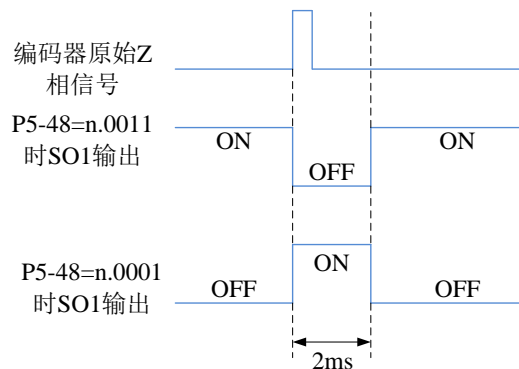 编码器原始Z
相信号
P5-48=n.0011
时SO1输出
ON
OFF
ON
P5-48=n.0001
时SO1输出
OFF
ON
OFF
2ms